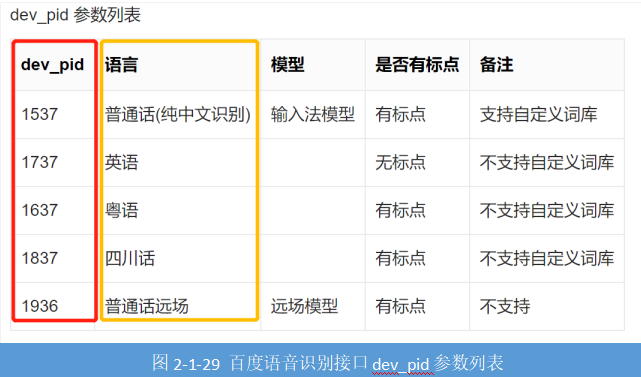 dev_pid 参数列表
dev_pid 语言 模型 是否有标点 备注
1537 普通话(纯中文识别) 输入法模型 有标点 支持自定义词库
1737 英语 无标点 不支持自定义词库
1637 粤语 有标点 不支持自定义词库
1837 四川话 有标点 不支持自定义词库
1936 普通话远场 远场模型 有标点 不支持
图 2-1-29 百度语音识别接口 dev_pid 参数列表